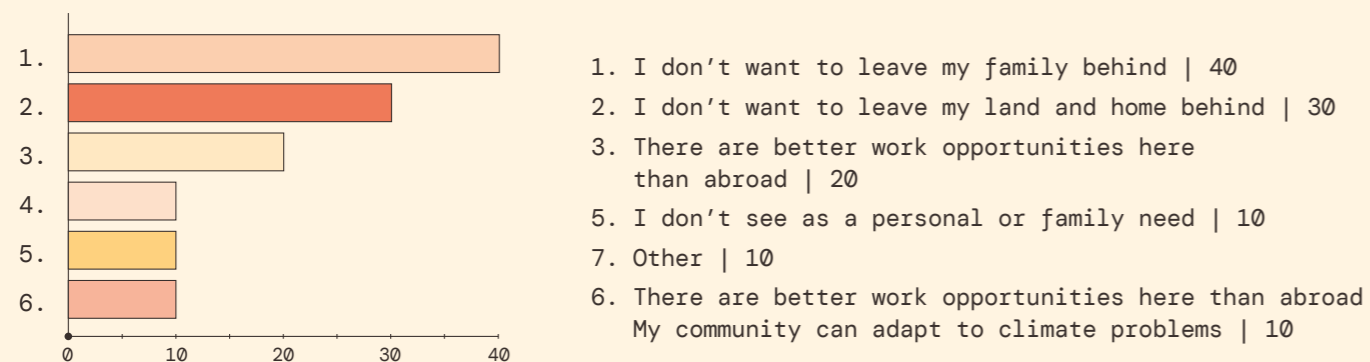 1.
2.
3.
4.
5.
6.
0 10 20 30 40
1. I don't want to leave my family behind | 40
2. I don't want to leave my land and home behind | 30
3. There are better work opportunities here
than abroad | 20
5. I don't see as a personal or family need | 10
7. Other | 10
6. There are better work opportunities here than abroad
My community can adapt to climate problems | 10